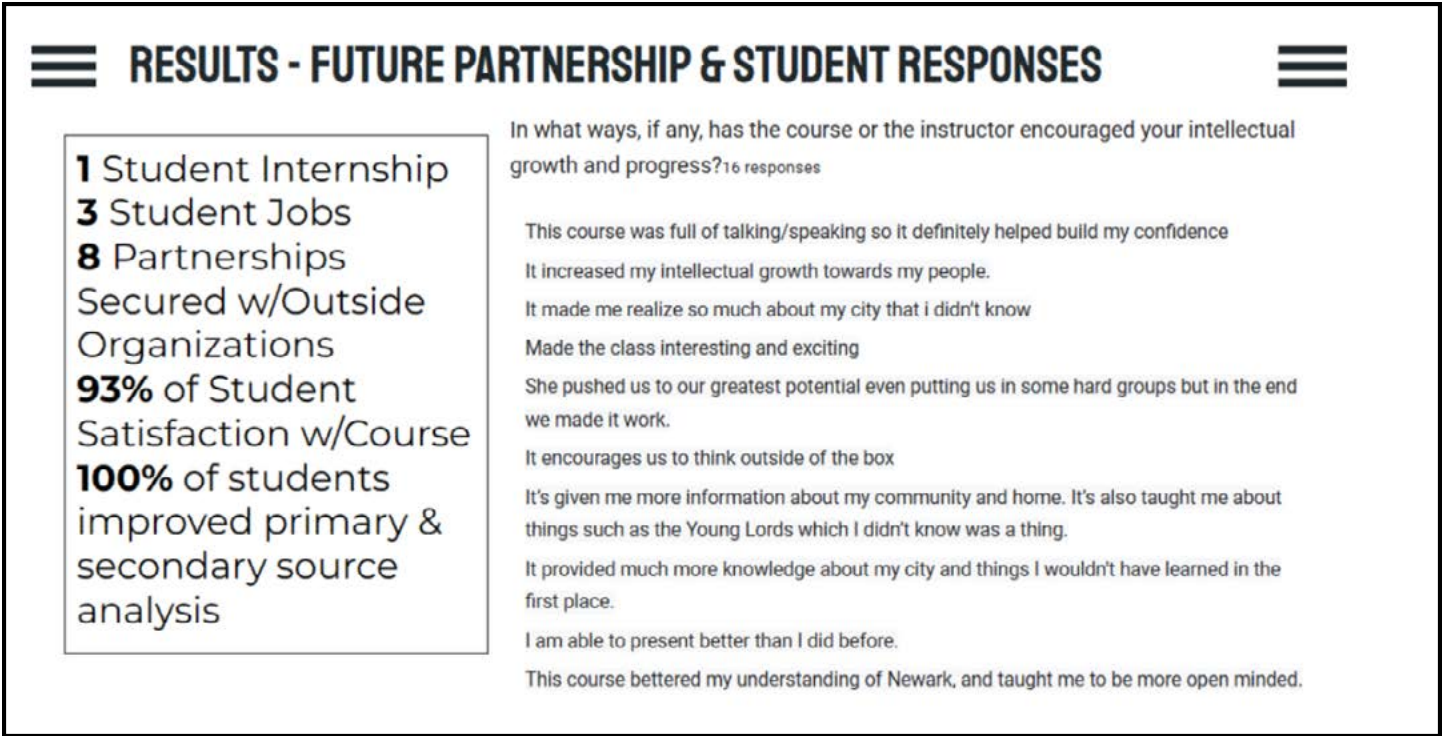 RESULTS - FUTURE PARTNERSHIP & STUDENT RESPONSES
1 Student Internship
3 Student Jobs
8 Partnerships
Secured w/Outside
Organizations
93% of Student
Satisfaction w/Course
100% of students
improved primary &
secondary source
analysis
In what ways, if any, has the course or the instructor encouraged your intellectual
growth and progress?16 responses
This course was full of talking/speaking so it definitely helped build my confidence
It increased my intellectual growth towards my people.
It made me realize so much about my city that i didn't know
Made the class interesting and exciting
She pushed us to our greatest potential even putting us in some hard groups but in the end
we made it work.
It encourages us to think outside of the box
It's given me more information about my community and home. It's also taught me about
things such as the Young Lords which I didn't know was a thing.
It provided much more knowledge about my city and things I wouldn't have learned in the
first place.
I am able to present better than I did before.
This course bettered my understanding of Newark, and taught me to be more open minded.